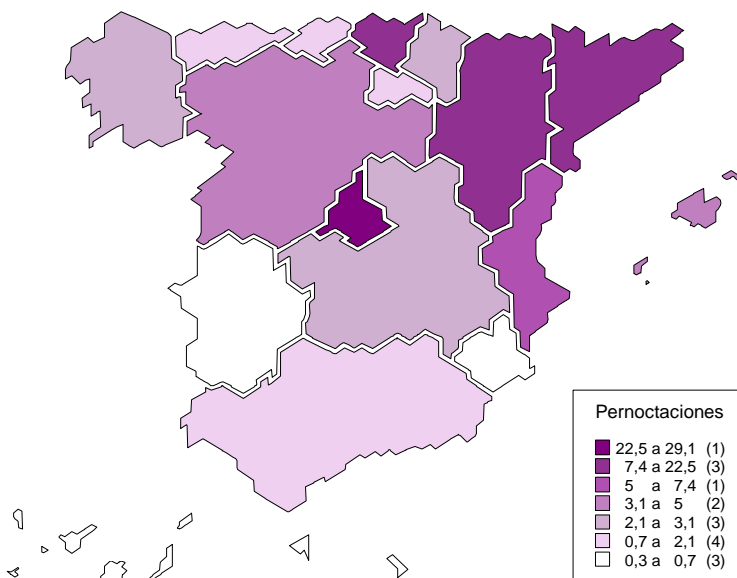 Pernoctaciones
22,5 a 29,1 (1)
7,4 a 22,5 (3)
5 a 7,4 (1)
3,1 a 5 (2)
2,1 a 3,1 (3)
0,7 a 2,1 (4)
0,3 a 0,7 (3)